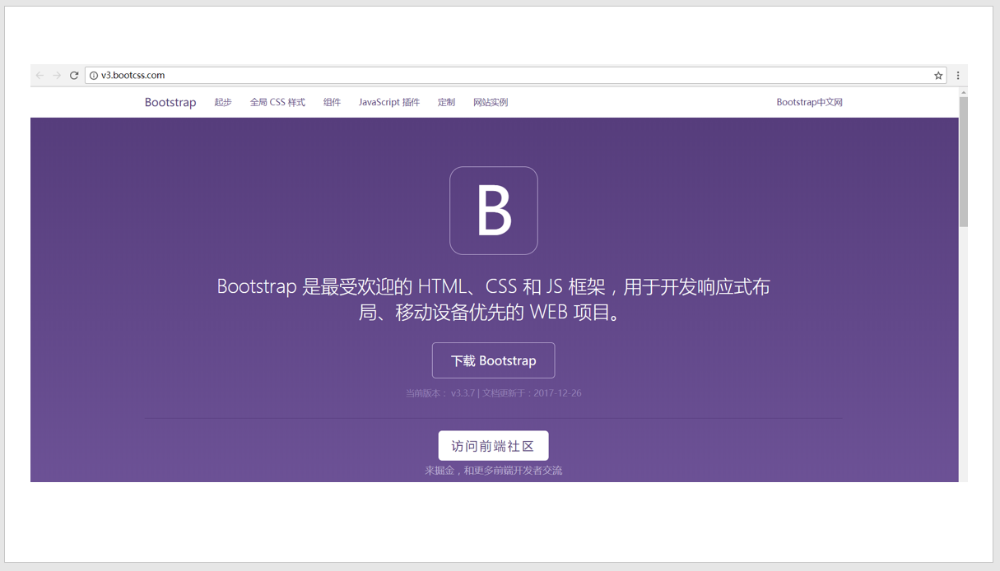 v3.bootcss.com
Bootstrap 起步 全局 CSS 样式 组件 JavaScript 插件 定制 网站实例 Bootstrap中文网
B
Bootstrap 是最受欢迎的 HTML、CSS 和 JS 框架，用于开发响应式布
局、移动设备优先的 WEB 项目。
下载 Bootstrap
当前版本： v3.3.7 | 文档更新于：2017-12-26
访问前端社区
来掘金，和更多前端开发者交流